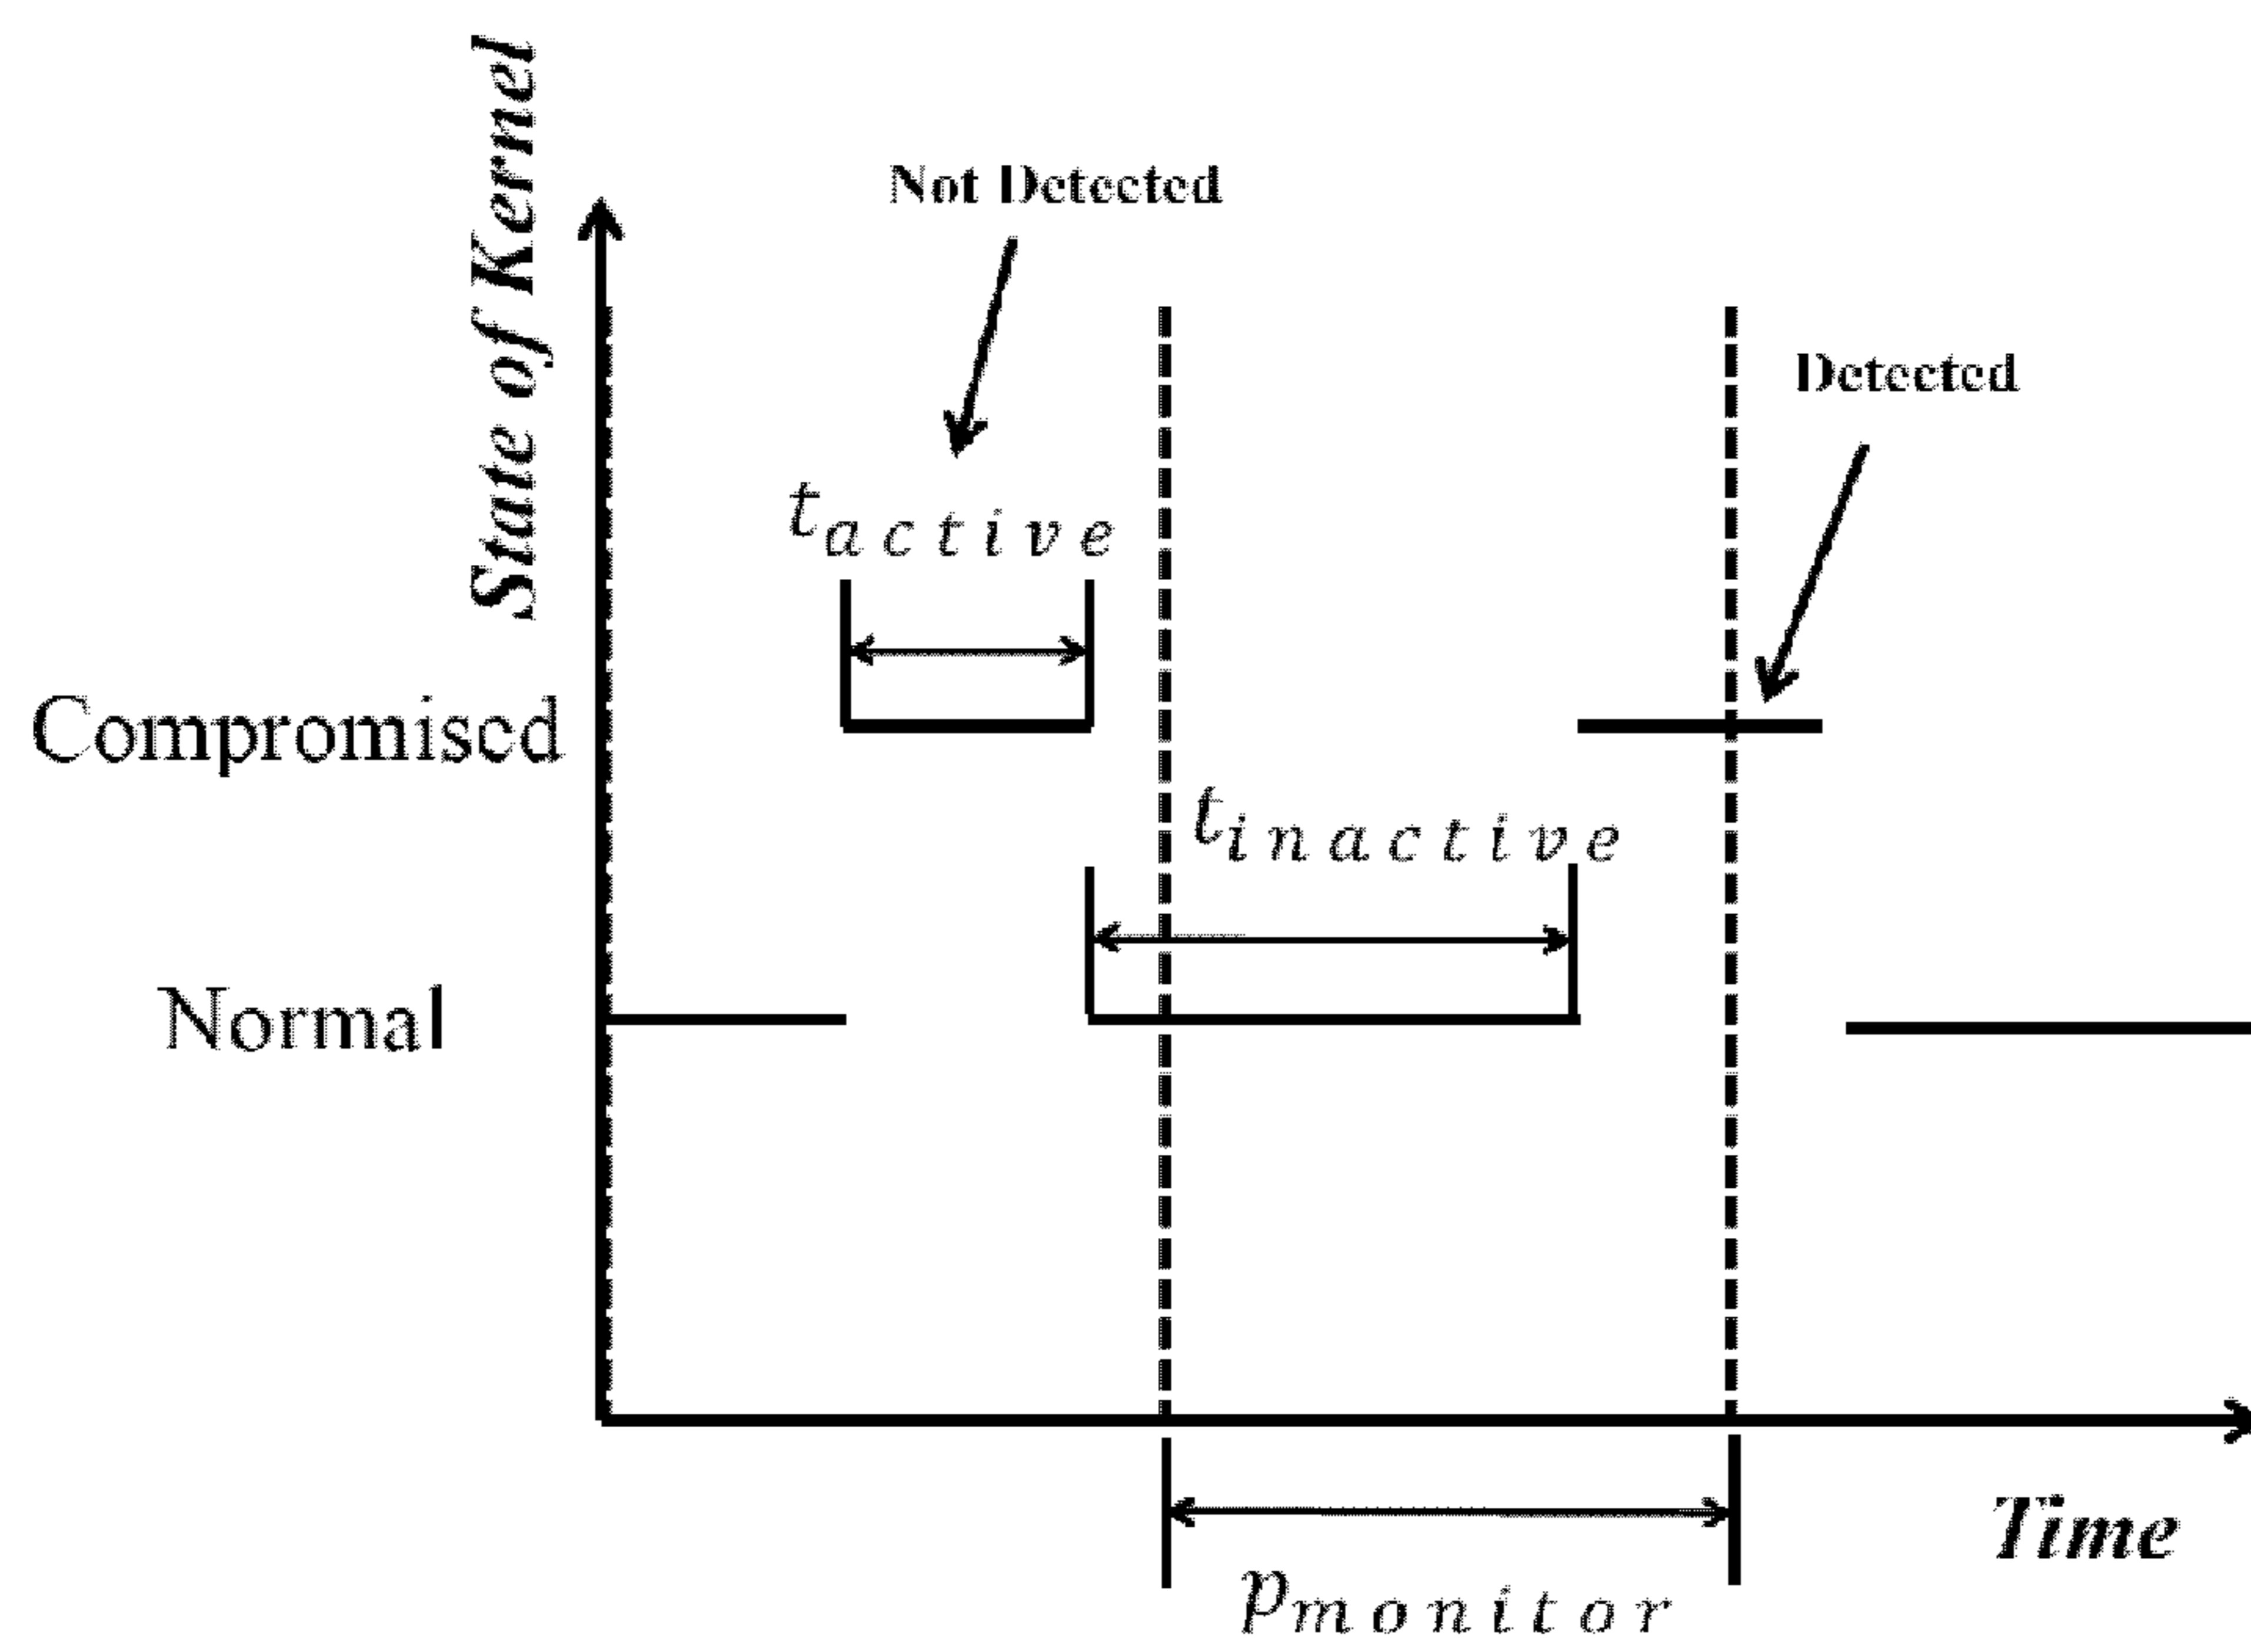 State of Kernel
Not Detected
Detected
t_active
Compromised
t_inactive
Normal
Time
p_monitor